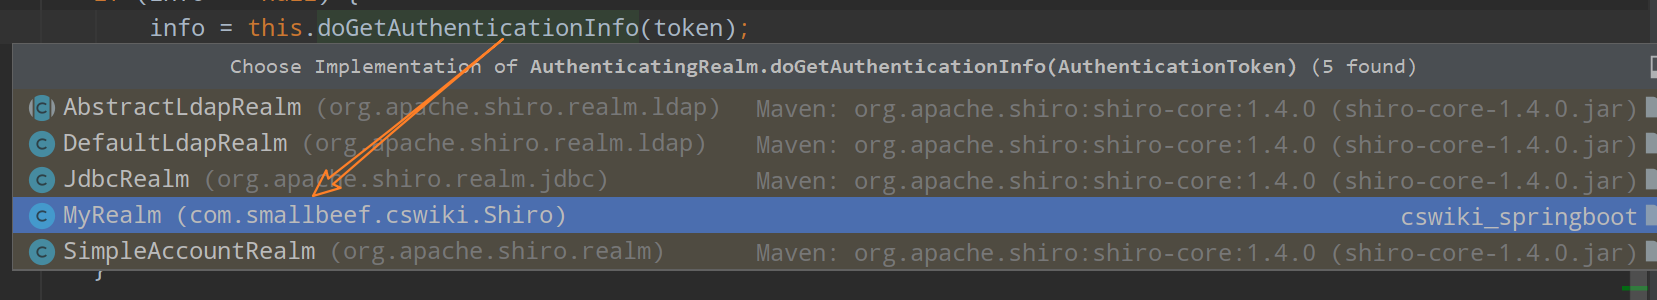 info = this.doGetAuthenticationInfo(token);
Choose Implementation of AuthenticatingRealm.doGetAuthenticationInfo(AuthenticationToken) (5 found)
AbstractLdapRealm (org.apache.shiro.realm.ldap) Maven: org.apache.shiro:shiro-core:1.4.0 (shiro-core-1.4.0.jar)
DefaultLdapRealm (org.apache.shiro.realm.ldap) Maven: org.apache.shiro:shiro-core:1.4.0 (shiro-core-1.4.0.jar)
JdbcRealm (org.apache.shiro.realm.jdbc) Maven: org.apache.shiro:shiro-core:1.4.0 (shiro-core-1.4.0.jar)
MyRealm (com.smallbeef.cswiki.Shiro) cswiki_springboot
SimpleAccountRealm (org.apache.shiro.realm) Maven: org.apache.shiro:shiro-core:1.4.0 (shiro-core-1.4.0.jar)
}